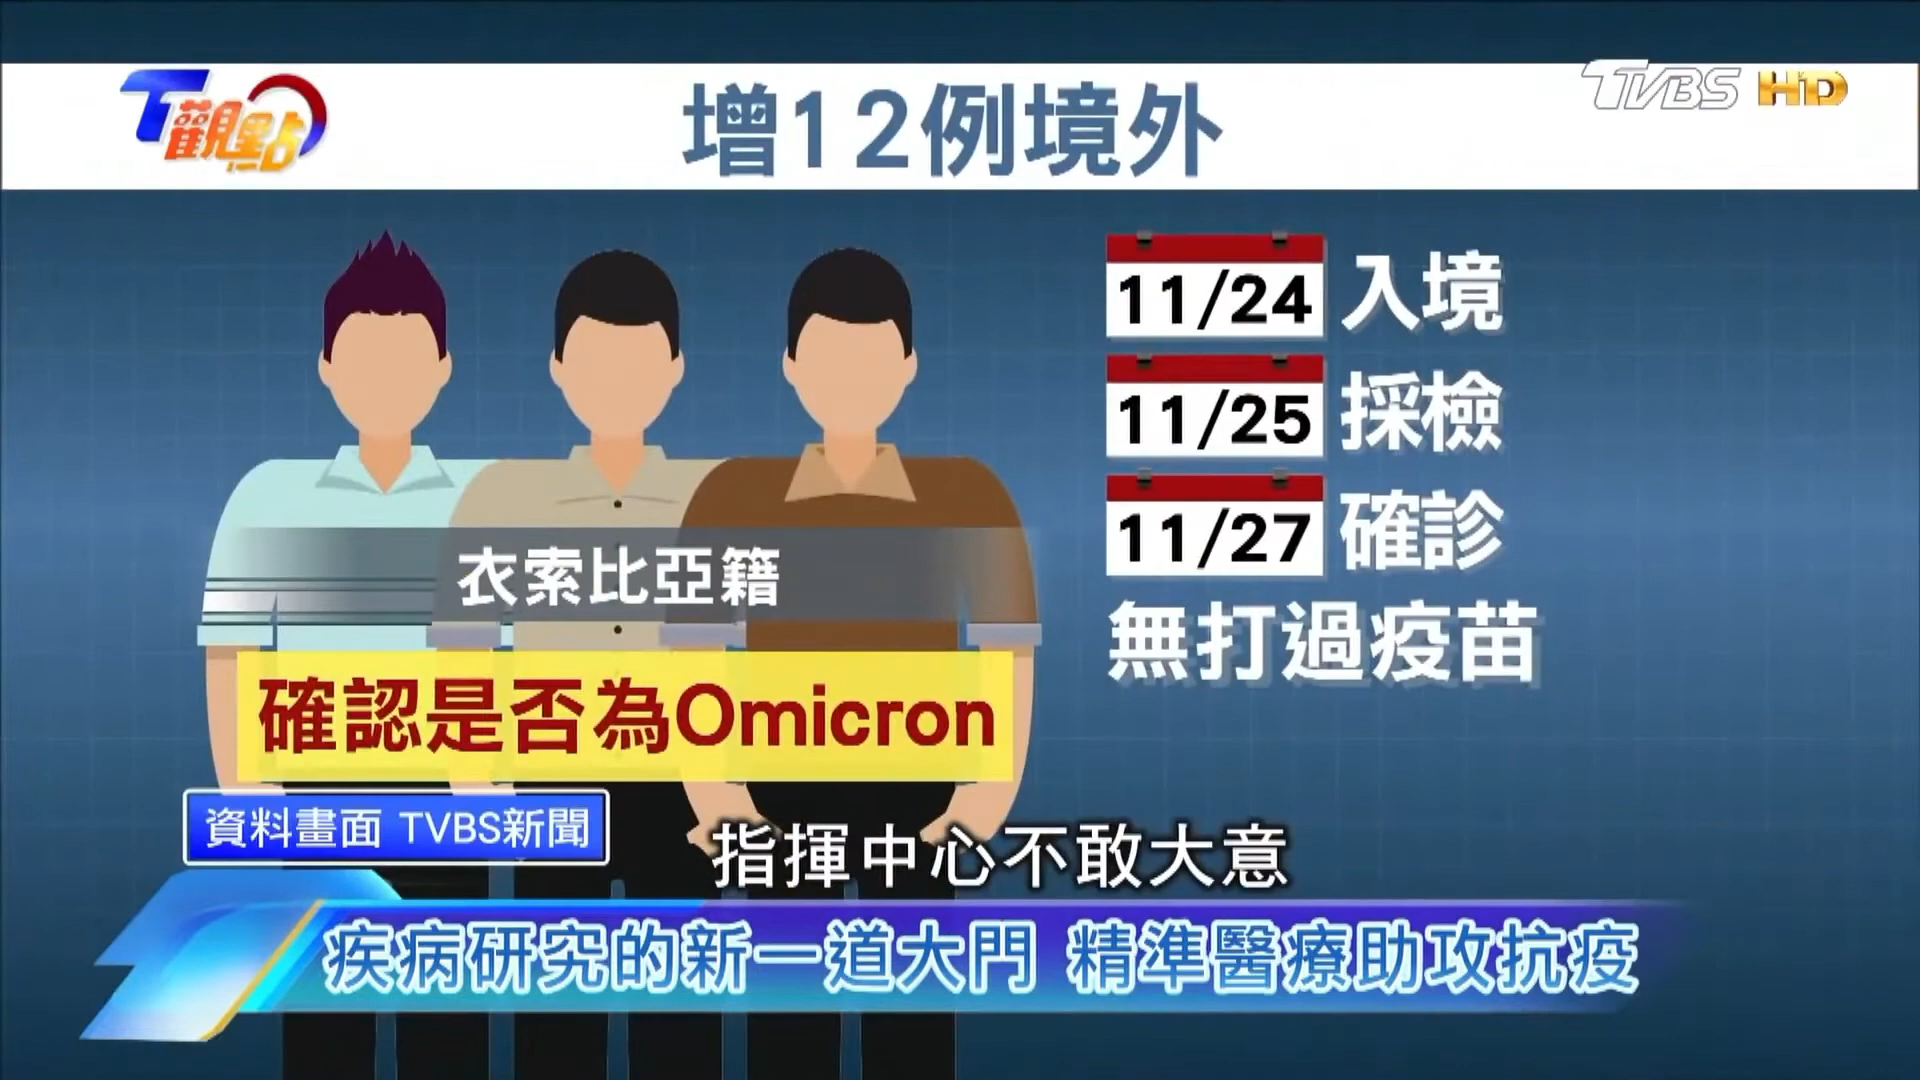 T觀點
增12例境外
TVBS HD
11/24 入境
11/25 採檢
11/27 確診
無打過疫苗
衣索比亞籍
確認是否為Omicron
資料畫面 TVBS新聞
指揮中心不敢大意
疾病研究的新一道大門 精準醫療助攻抗疫